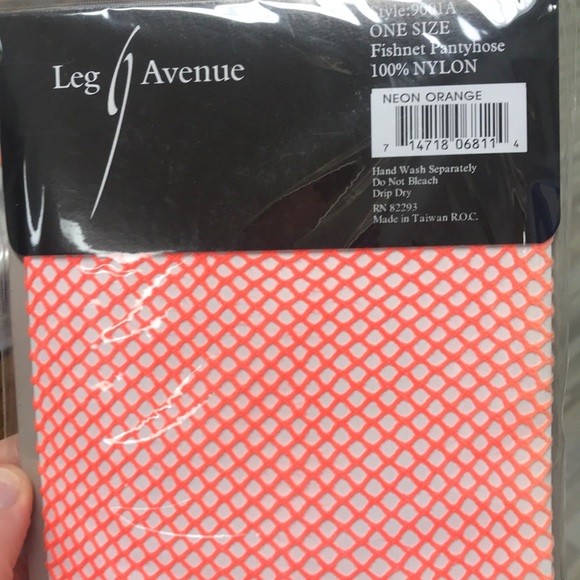 Leg Avenue
Style:9001A
ONE SIZE
Fishnet Pantyhose
100% NYLON
NEON ORANGE
7 14718 06811 4
Hand Wash Separately
Do Not Bleach
Drip Dry
RN 82293
Made in Taiwan R.O.C.